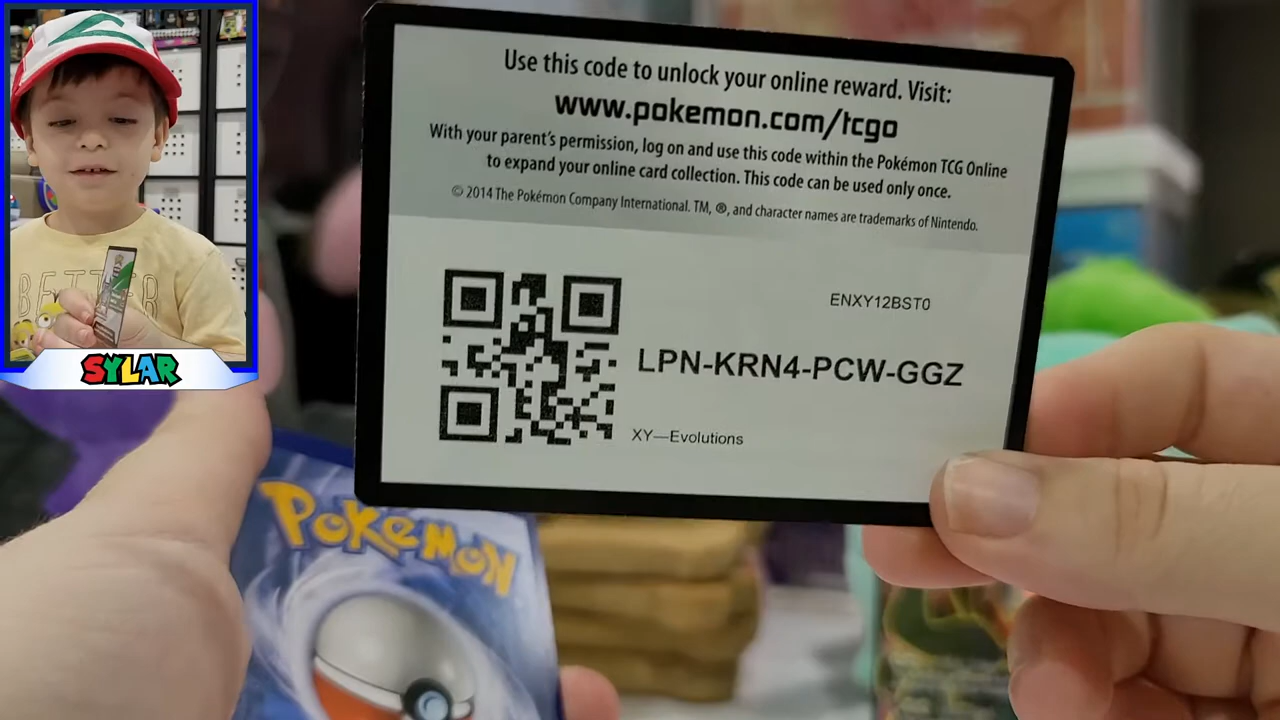 Use this code to unlock your online reward. Visit:
www.pokemon.com/tcgo
With your parent's permission, log on and use this code within the Pokémon TCG Online
to expand your online card collection. This code can be used only once.
© 2014 The Pokémon Company International. TM, ®, and character names are trademarks of Nintendo.
ENXY12BST0
LPN-KRN4-PCW-GGZ
XY—Evolutions
BETTER
SYLAR
POKéMON